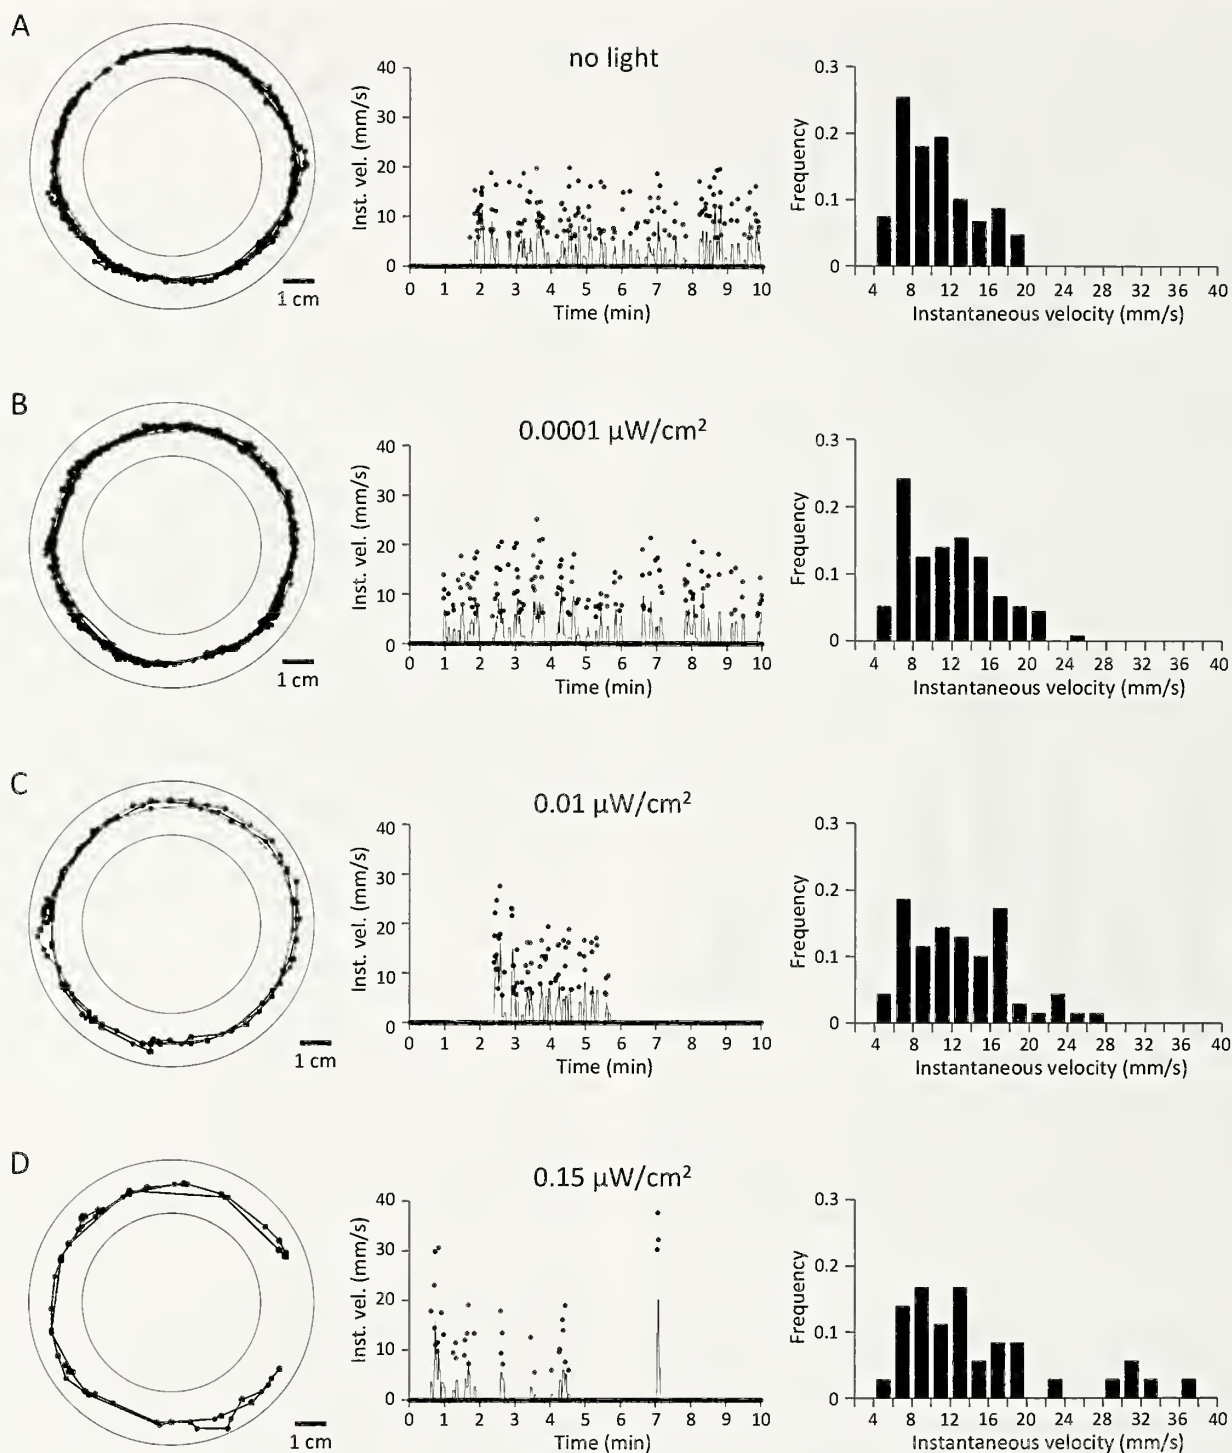 A
no light
40
30
20
10
0
Inst. vel. (mm/s)
0 1 2 3 4 5 6 7 8 9 10
Time (min)
1 cm
0.3
0.2
0.1
0
Frequency
4 8 12 16 20 24 28 32 36 40
Instantaneous velocity (mm/s)
B
0.0001 µW/cm²
40
30
20
10
0
Inst. vel. (mm/s)
0 1 2 3 4 5 6 7 8 9 10
Time (min)
1 cm
0.3
0.2
0.1
0
Frequency
4 8 12 16 20 24 28 32 36 40
Instantaneous velocity (mm/s)
C
0.01 µW/cm²
40
30
20
10
0
Inst. vel. (mm/s)
0 1 2 3 4 5 6 7 8 9 10
Time (min)
1 cm
0.3
0.2
0.1
0
Frequency
4 8 12 16 20 24 28 32 36 40
Instantaneous velocity (mm/s)
D
0.15 µW/cm²
40
30
20
10
0
Inst. vel. (mm/s)
0 1 2 3 4 5 6 7 8 9 10
Time (min)
1 cm
0.3
0.2
0.1
0
Frequency
4 8 12 16 20 24 28 32 36 40
Instantaneous velocity (mm/s)